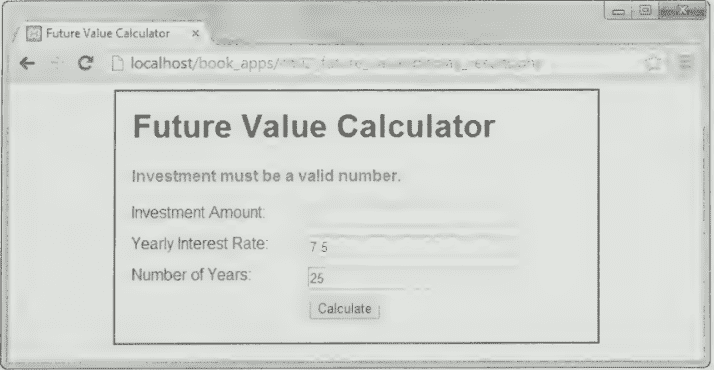 Future Value Calculator
localhost/book_apps/
Future Value Calculator
Investment must be a valid number.
Investment Amount:
Yearly Interest Rate: 7.5
Number of Years: 25
Calculate